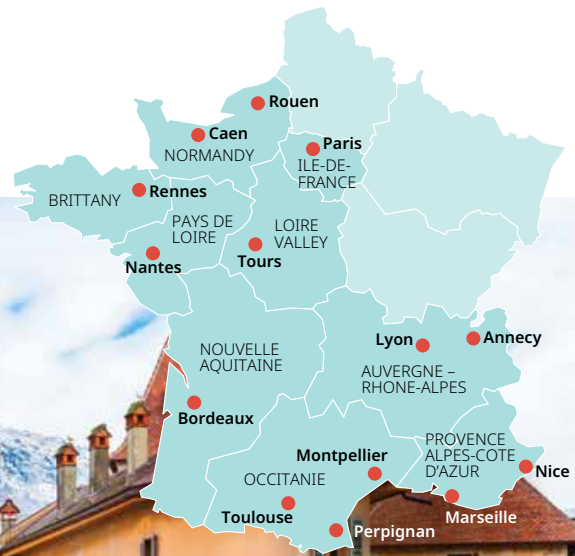 Rouen
Caen
NORMANDY
Paris
ILE-DE-
FRANCE
BRITTANY
Rennes
PAYS DE
LOIRE
LOIRE
VALLEY
Nantes
Tours
Lyon
Annecy
NOUVELLE
AQUITAINE
AUVERGNE –
RHONE-ALPES
Bordeaux
Montpellier
PROVENCE
ALPES-COTE
D'AZUR
Nice
OCCITANIE
Toulouse
Marseille
Perpignan